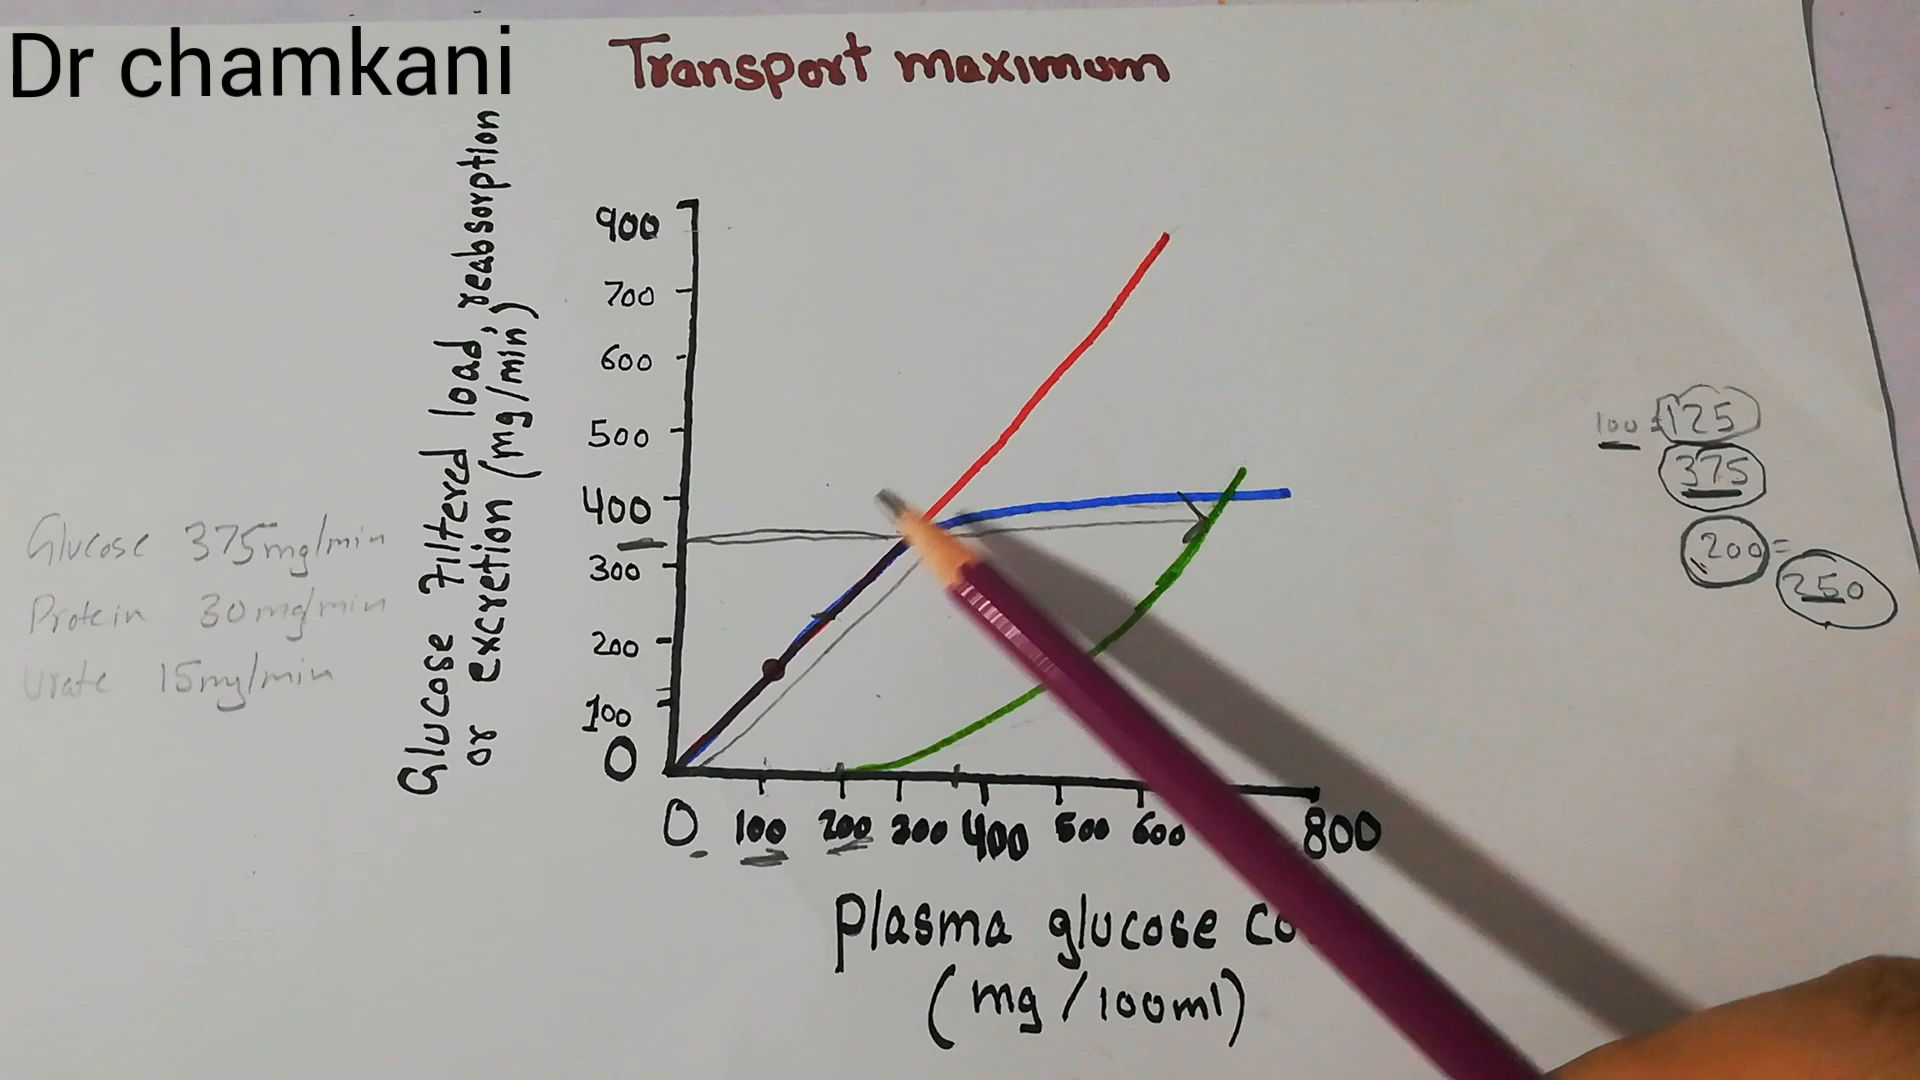 Dr chamkani
Transport maximum
Glucose Filtered load, reabsorption
or excretion (mg/min)
900
700
600
500
400
300
200
100
0
0 100 200 300 400 500 600 800
Plasma glucose co
(mg/100ml)
Glucose 375mg/min
Protein 30mg/min
Urate 15mg/min
100 = 125
375
200 =
250